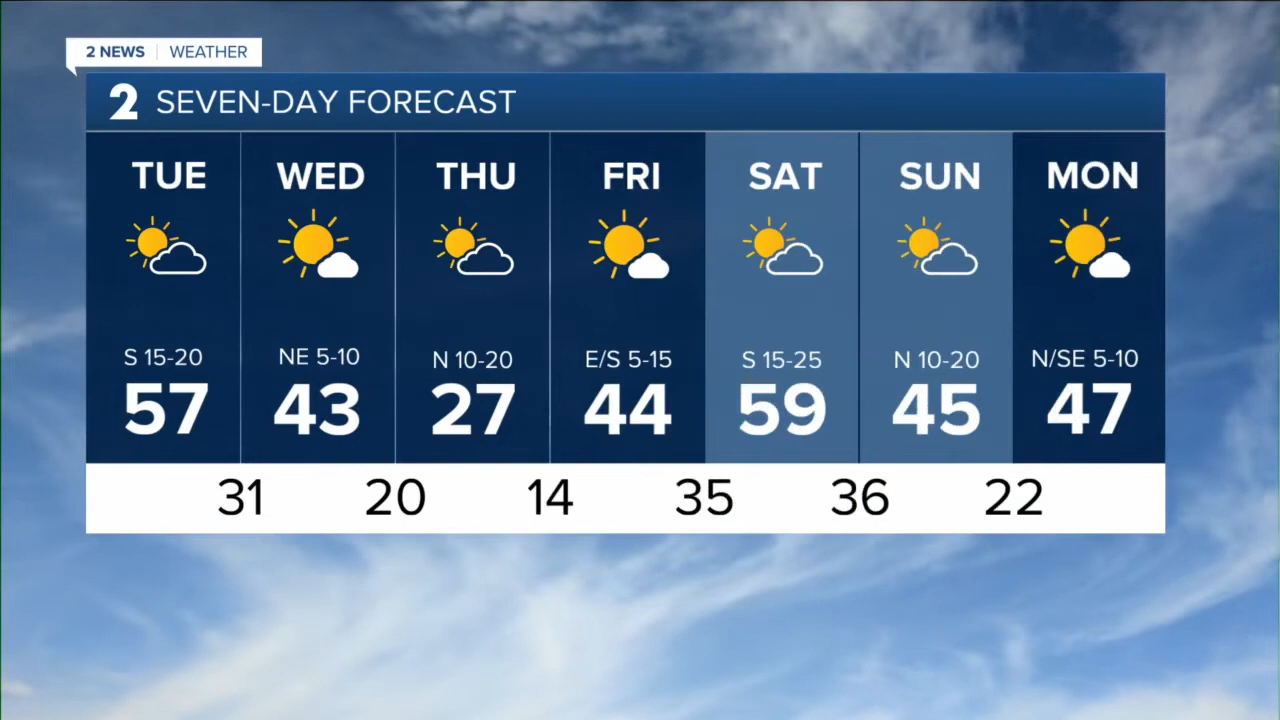 2 NEWS | WEATHER
2 SEVEN-DAY FORECAST
TUE WED THU FRI SAT SUN MON
S 15-20 NE 5-10 N 10-20 E/S 5-15 S 15-25 N 10-20 N/SE 5-10
57 43 27 44 59 45 47
31 20 14 35 36 22